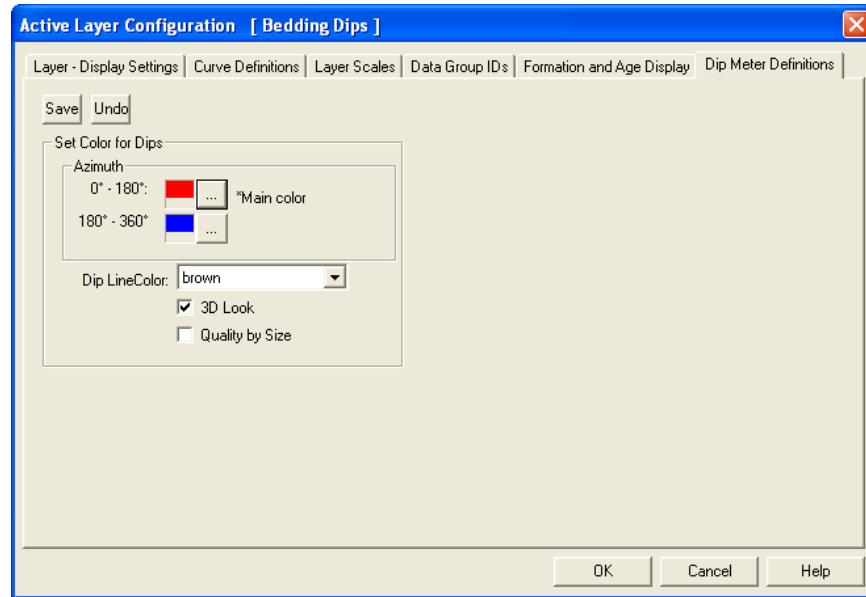 Active Layer Configuration [ Bedding Dips ]
Layer - Display Settings Curve Definitions Layer Scales Data Group IDs Formation and Age Display Dip Meter Definitions
Save Undo
Set Color for Dips
Azimuth
0° - 180°: ... *Main color
180° - 360° ...
Dip LineColor: brown
3D Look
Quality by Size
OK Cancel Help